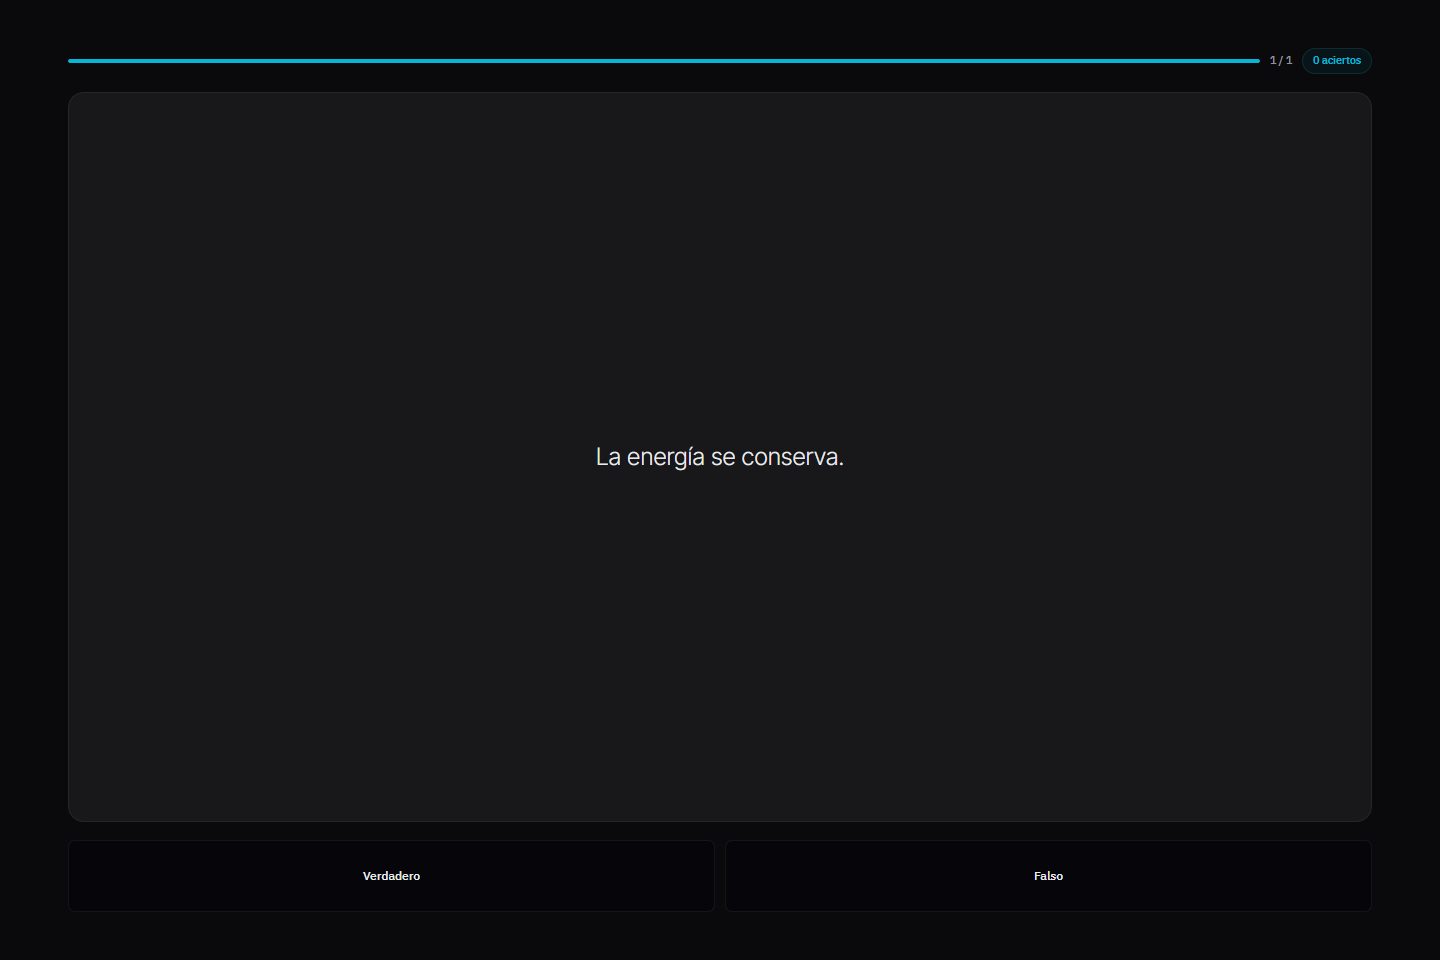 1 / 1
0 aciertos
La energía se conserva.
Verdadero
Falso